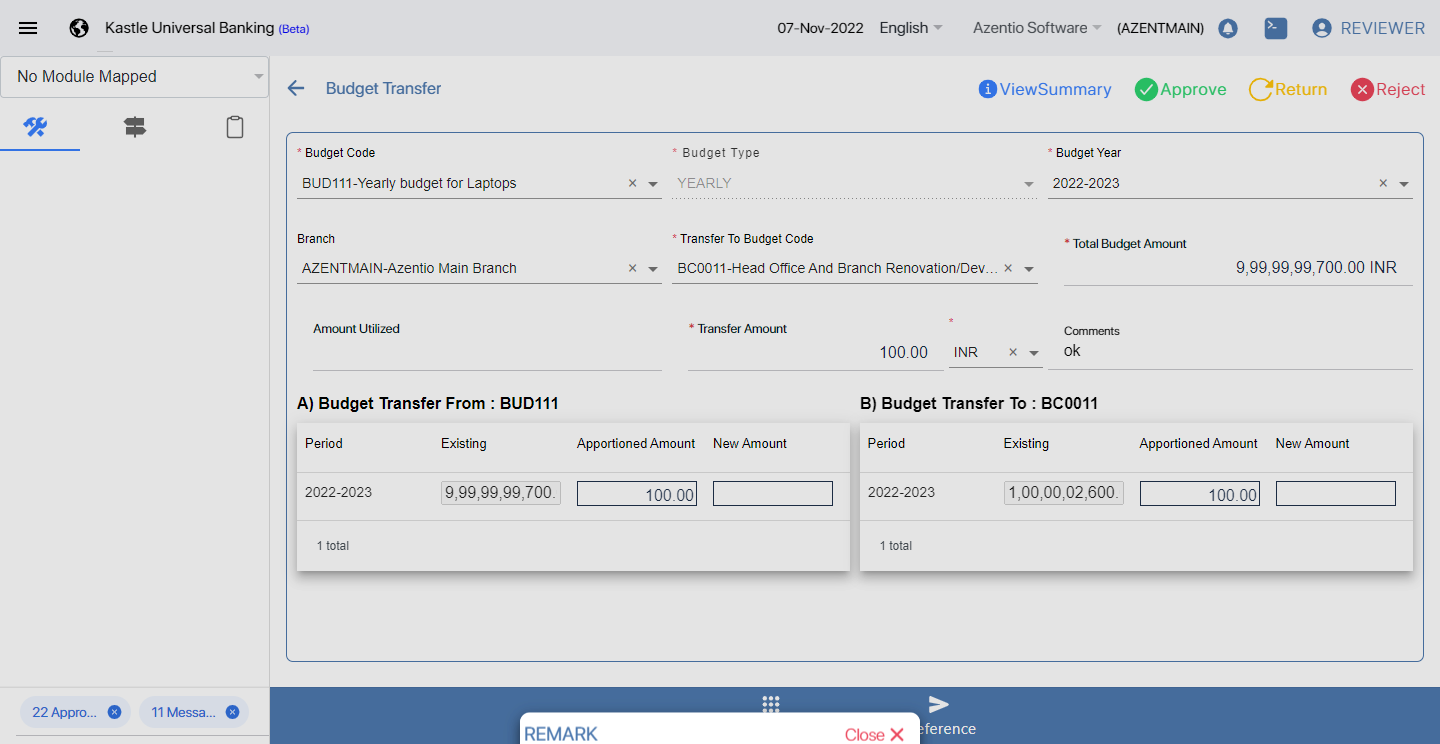 Kastle Universal Banking (Beta)
07-Nov-2022 English Azentio Software (AZENTMAIN) REVIEWER
No Module Mapped
Budget Transfer
ViewSummary Approve Return Reject
* Budget Code * Budget Type * Budget Year
BUD111-Yearly budget for Laptops × YEARLY 2022-2023 ×
Branch * Transfer To Budget Code * Total Budget Amount
AZENTMAIN-Azentio Main Branch × BC0011-Head Office And Branch Renovation/Dev... × 9,99,99,99,700.00 INR
Amount Utilized * Transfer Amount * Comments
100.00 INR × ok
A) Budget Transfer From : BUD111 B) Budget Transfer To : BC0011
Period Existing Apportioned Amount New Amount Period Existing Apportioned Amount New Amount
2022-2023 9,99,99,99,700. 100.00 2022-2023 1,00,00,02,600. 100.00
1 total 1 total
22 Appro... 11 Messa...
eference
REMARK Close